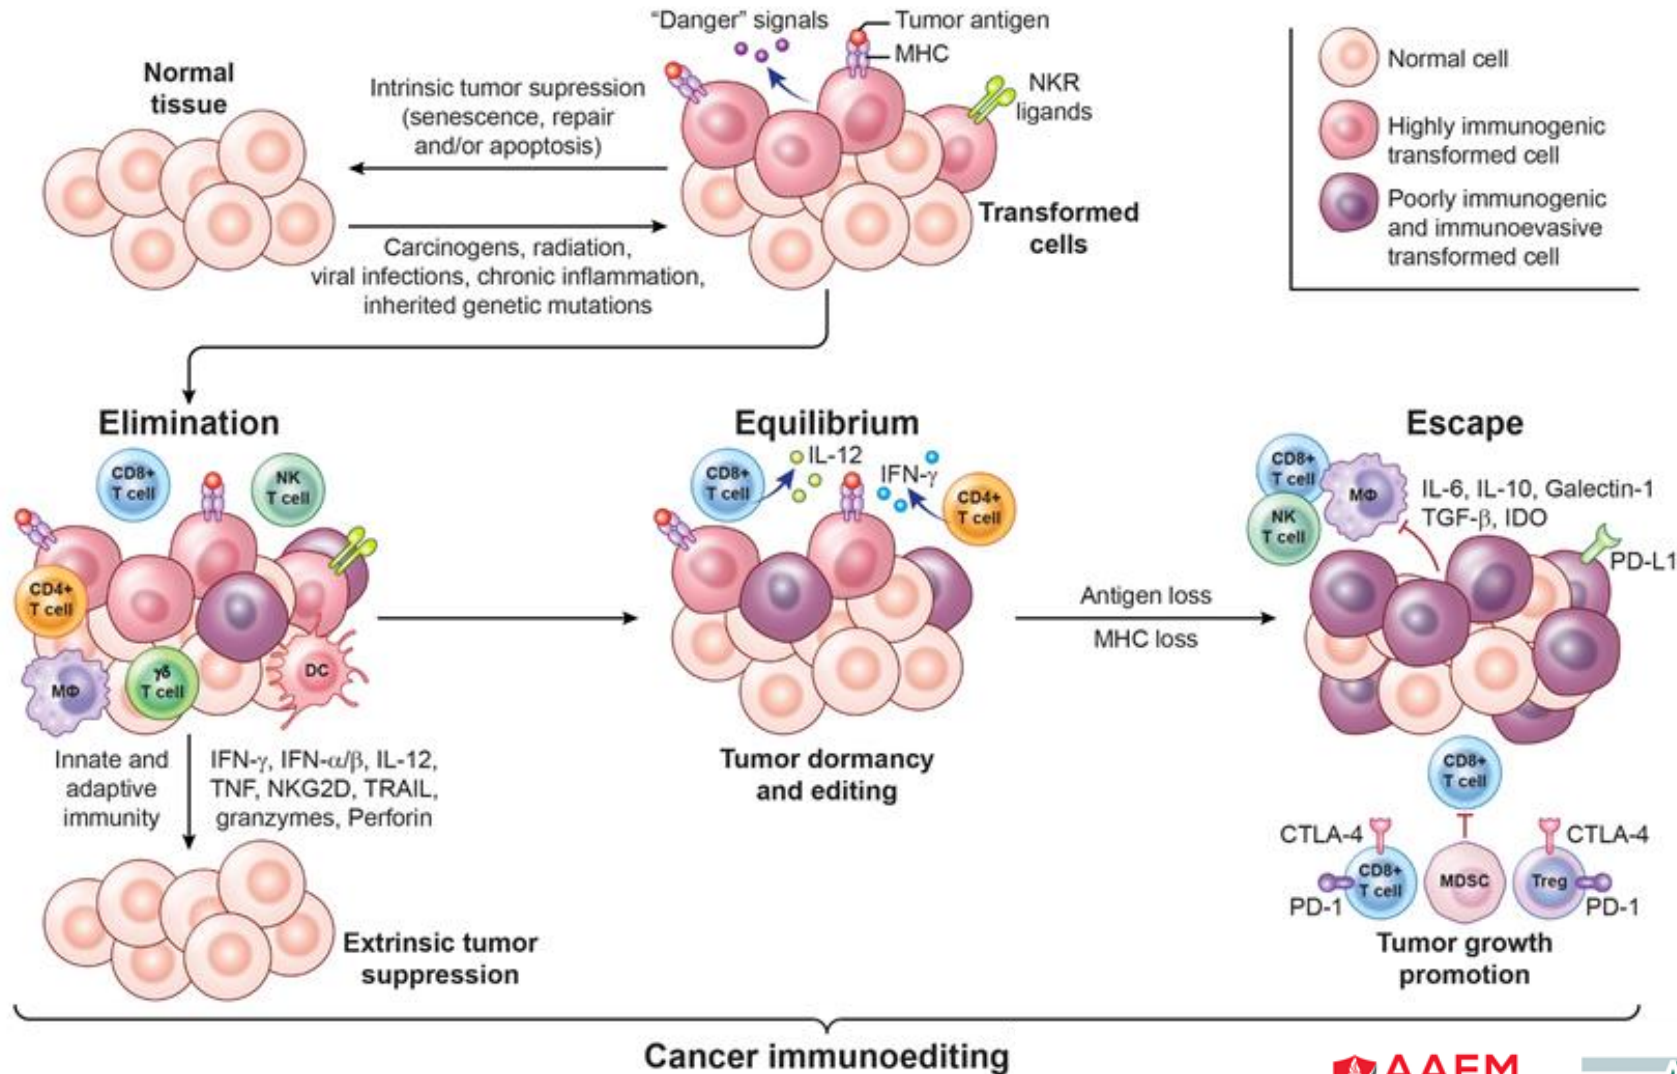 "Danger" signals
Tumor antigen
MHC
NKR
ligands
Normal
tissue
Intrinsic tumor supression
(senescence, repair
and/or apoptosis)
Carcinogens, radiation,
viral infections, chronic inflammation,
inherited genetic mutations
Transformed
cells
Normal cell
Highly immunogenic
transformed cell
Poorly immunogenic
and immunoevasive
transformed cell
Elimination
CD8+
T cell
NK
T cell
CD4+
T cell
MΦ
γδ
T cell
DC
Innate and
adaptive
immunity
IFN-γ, IFN-α/β, IL-12,
TNF, NKG2D, TRAIL,
granzymes, Perforin
Extrinsic tumor
suppression
Equilibrium
CD8+
T cell
IL-12
IFN-γ
CD4+
T cell
Tumor dormancy
and editing
Antigen loss
MHC loss
Escape
CD8+
T cell
NK
T cell
MΦ
IL-6, IL-10, Galectin-1
TGF-β, IDO
PD-L1
CD8+
T cell
CTLA-4
CD8+
T cell
PD-1
MDSC
CTLA-4
Treg
PD-1
Tumor growth
promotion
Cancer immunoediting